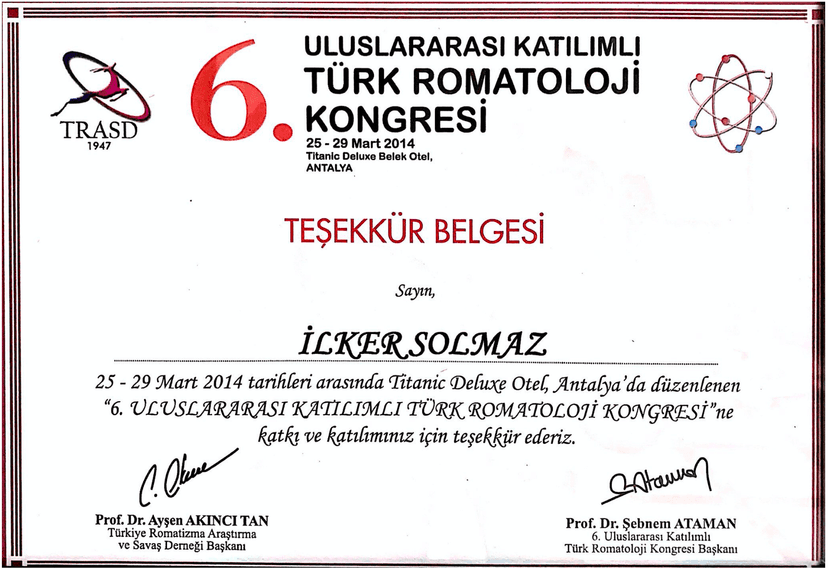 TRASD
1947
6.
ULUSLARARASI KATILIMLI
TÜRK ROMATOLOJİ
KONGRESİ
25 - 29 Mart 2014
Titanic Deluxe Belek Otel,
ANTALYA
TEŞEKKÜR BELGESİ
Sayın,
İLKER SOLMAZ
25 - 29 Mart 2014 tarihleri arasında Titanic Deluxe Otel, Antalya'da düzenlenen
“6. ULUSLARARASI KATILIMLI TÜRK ROMATOLOJİ KONGRESİ”ne
katkı ve katılımınız için teşekkür ederiz.
Prof. Dr. Ayşen AKINCI TAN
Türkiye Romatizma Araştırma
ve Savaş Derneği Başkanı
Prof. Dr. Şebnem ATAMAN
6. Uluslararası Katılımlı
Türk Romatoloji Kongresi Başkanı